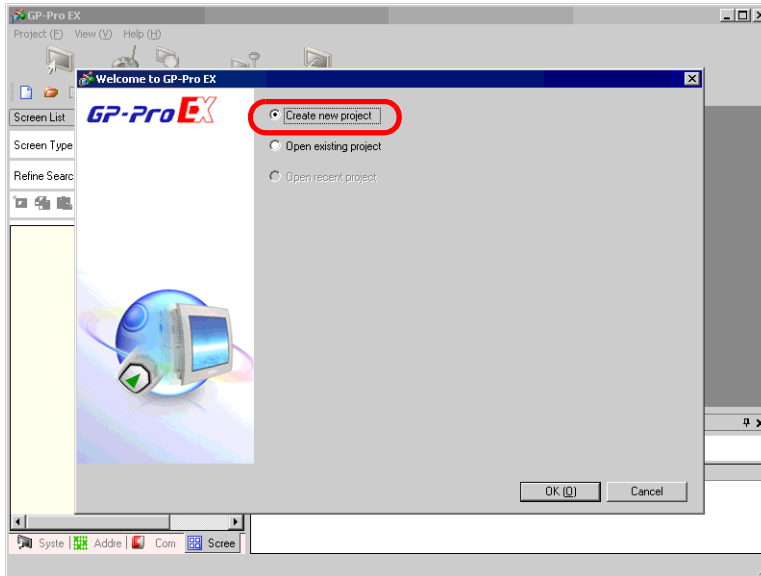 GP-Pro EX
Project (F) View (V) Help (H)
Welcome to GP-Pro EX
GP-Pro EX
Create new project
Open existing project
Open recent project
Screen List
Screen Type
Refine Searc
OK (O) Cancel
Syste Addre Com Scree